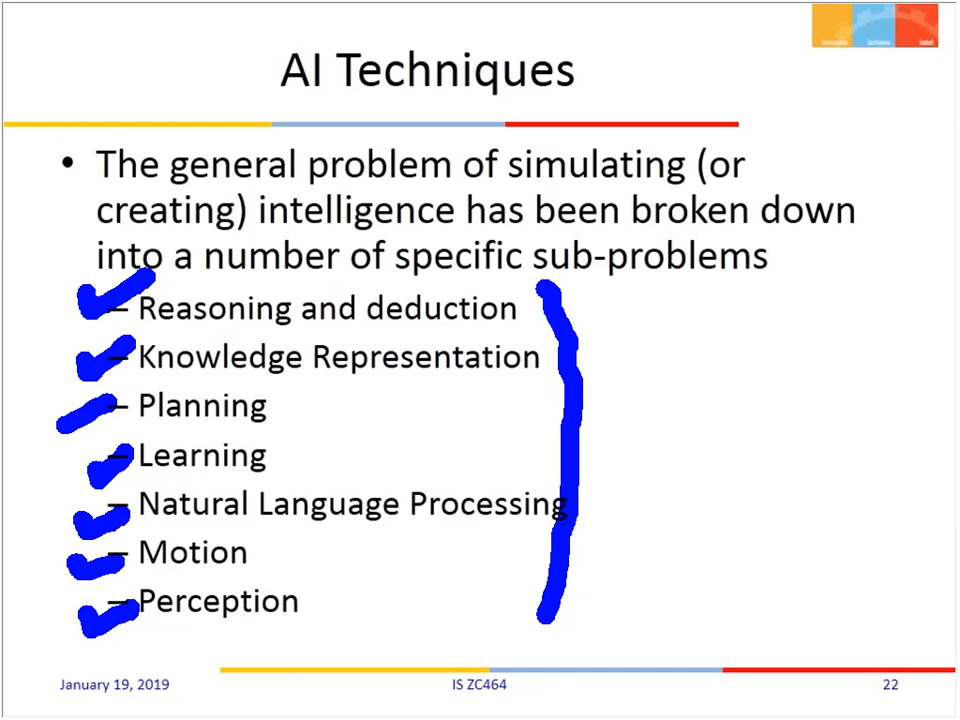 AI Techniques
• The general problem of simulating (or
creating) intelligence has been broken down
into a number of specific sub-problems
– Reasoning and deduction
– Knowledge Representation
– Planning
– Learning
– Natural Language Processing
– Motion
– Perception
January 19, 2019
IS ZC464
22